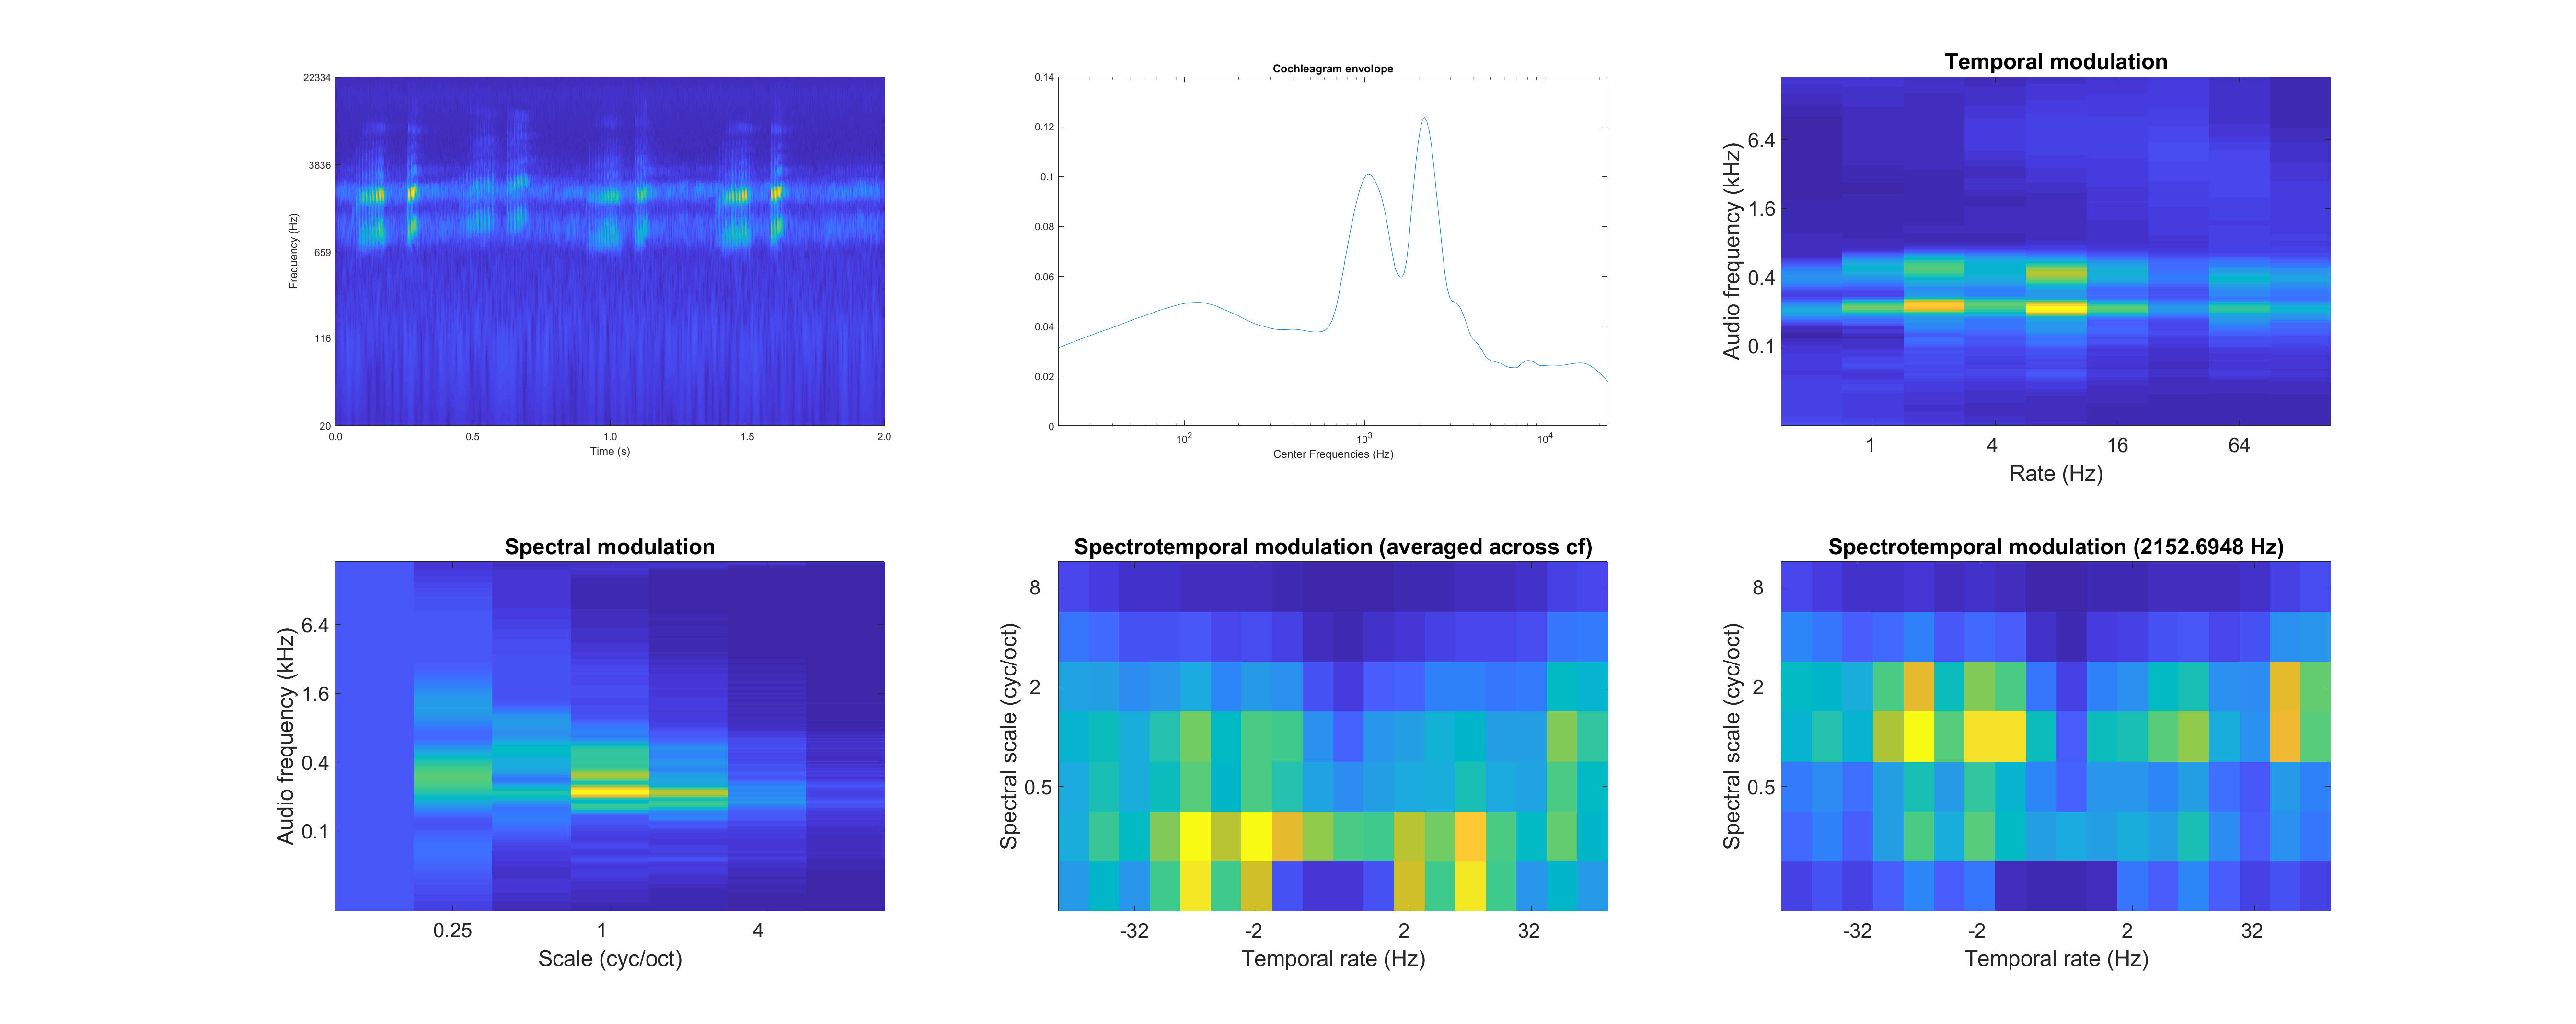 22334
3836
659
116
20
Frequency (Hz)
0.0 0.5 1.0 1.5 2.0
Time (s)
Cochleagram envolope
0.14
0.12
0.1
0.08
0.06
0.04
0.02
0
10^2 10^3 10^4
Center Frequencies (Hz)
Temporal modulation
6.4
1.6
0.4
0.1
Audio frequency (kHz)
1 4 16 64
Rate (Hz)
Spectral modulation
6.4
1.6
0.4
0.1
Audio frequency (kHz)
0.25 1 4
Scale (cyc/oct)
Spectrotemporal modulation (averaged across cf)
8
2
0.5
Spectral scale (cyc/oct)
-32 -2 2 32
Temporal rate (Hz)
Spectrotemporal modulation (2152.6948 Hz)
8
2
0.5
Spectral scale (cyc/oct)
-32 -2 2 32
Temporal rate (Hz)